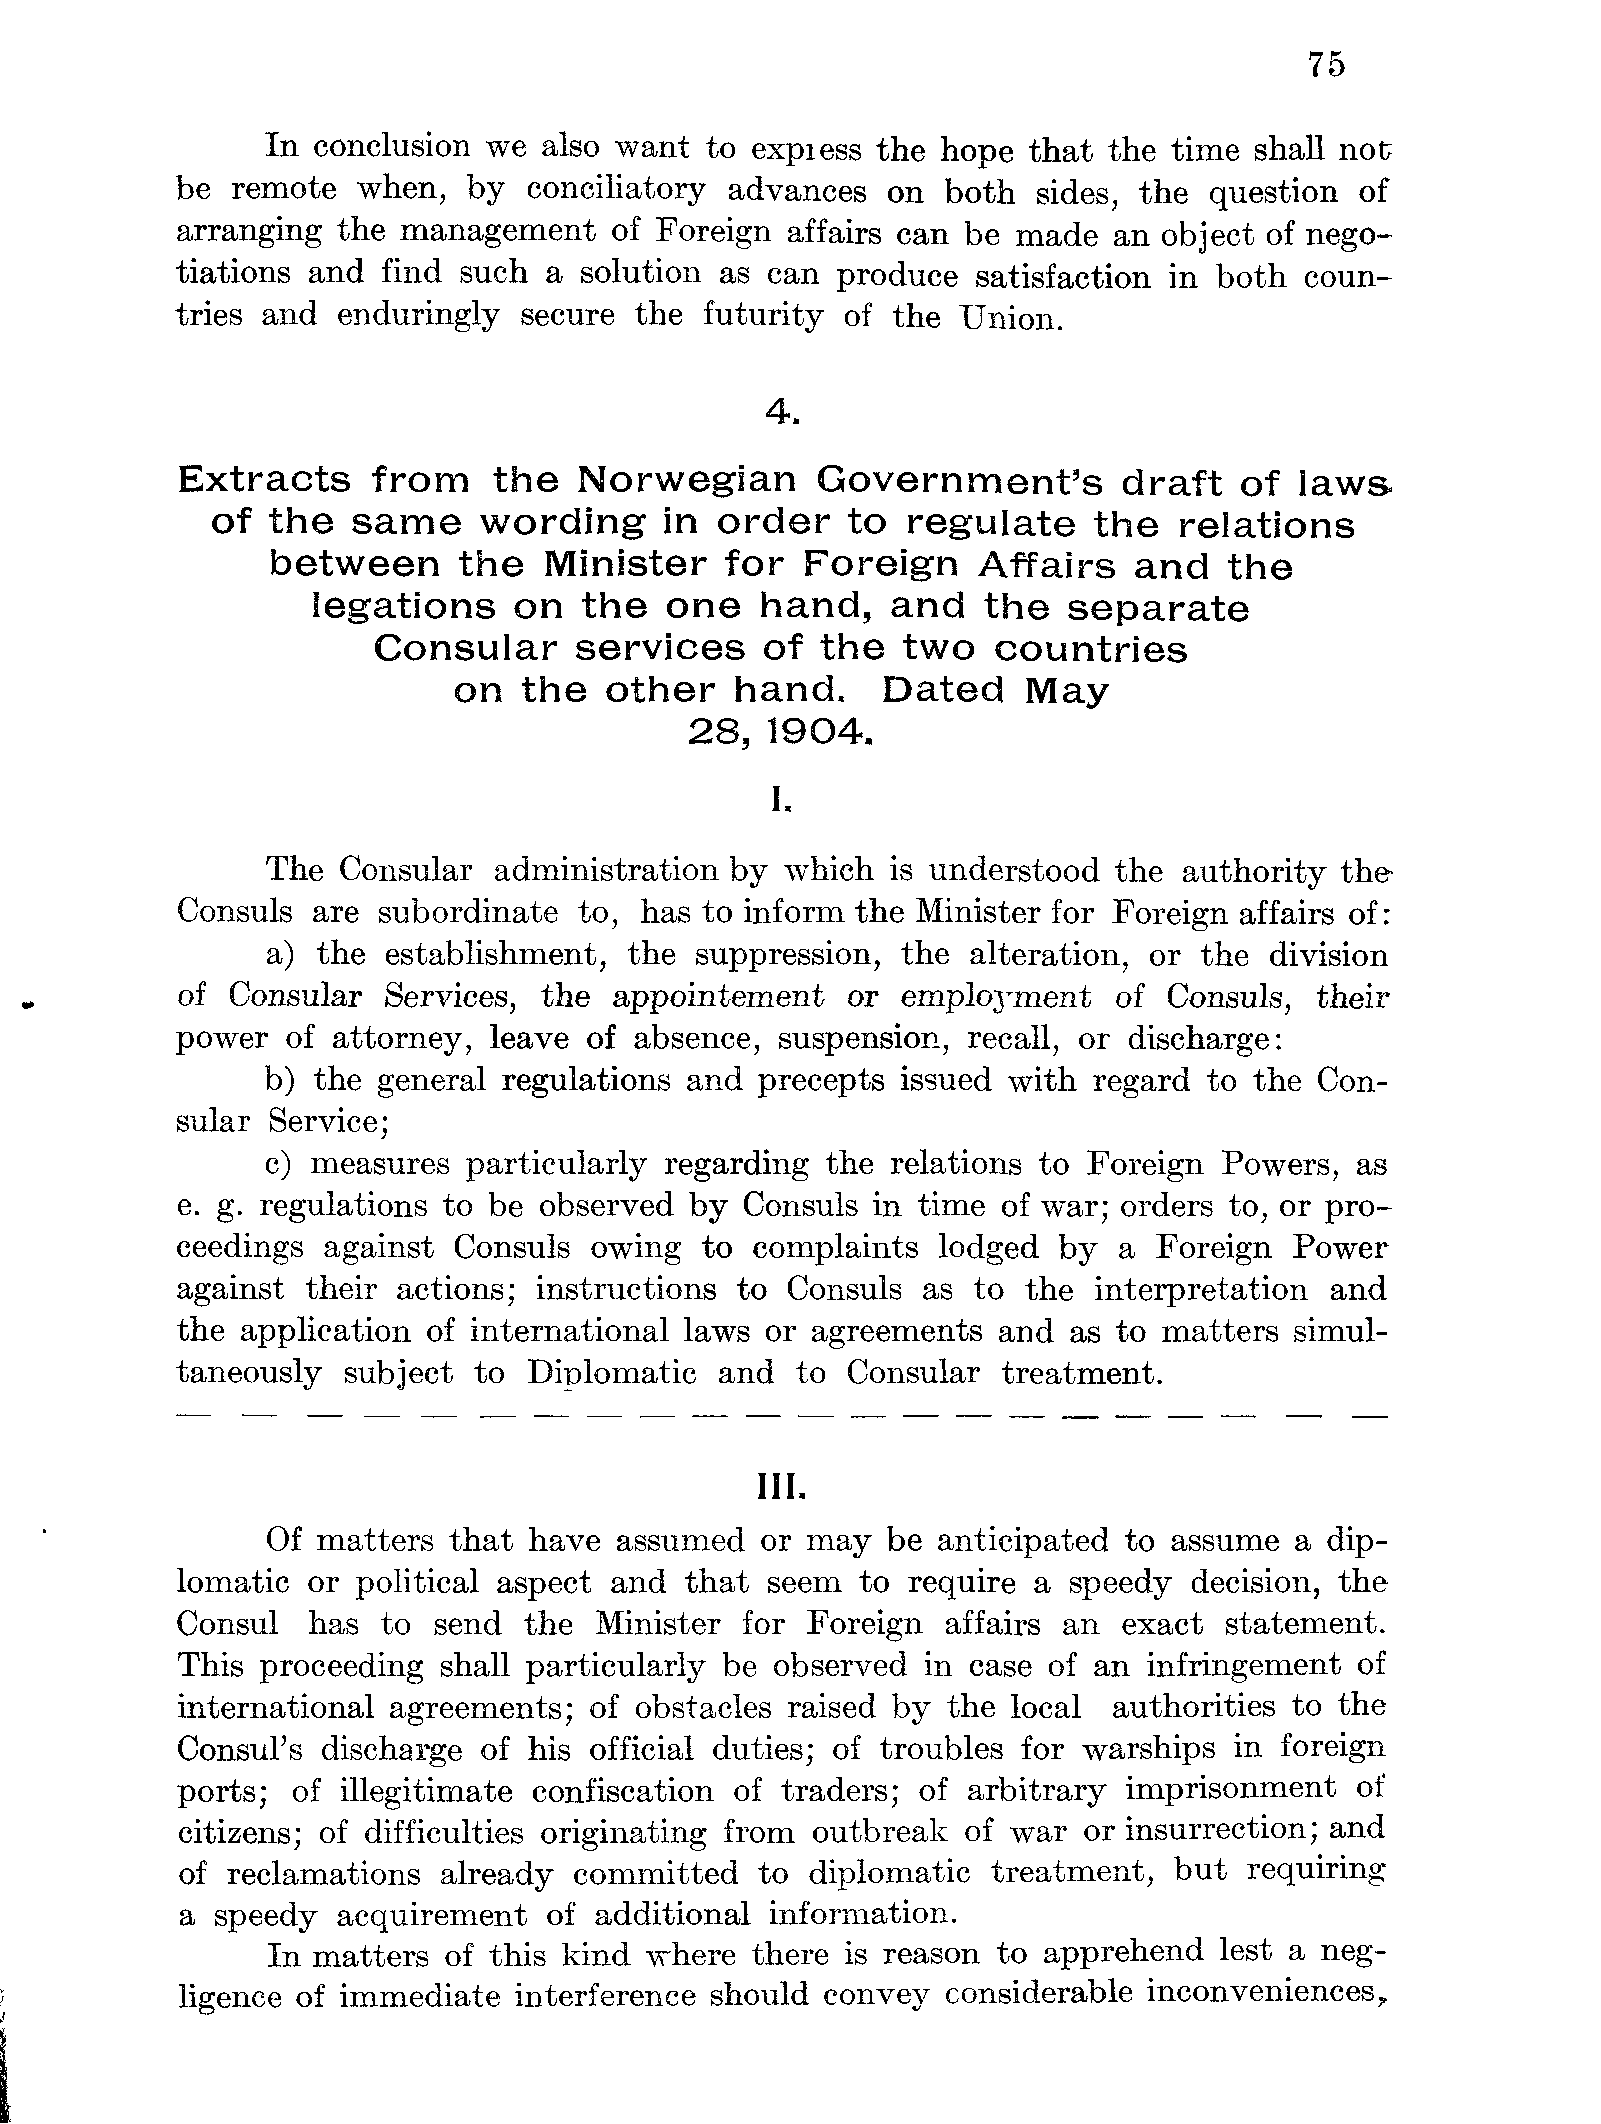 75
In conclusion we also want to express the hope that the time shall not
be remote when, by conciliatory advances on both sides, the question of
arranging the management of Foreign affairs can be made an object of nego-
tiations and find such a solution as can produce satisfaction in both coun-
tries and enduringly secure the futurity of the Union.
4.
Extracts from the Norwegian Government's draft of laws
of the same wording in order to regulate the relations
between the Minister for Foreign Affairs and the
legations on the one hand, and the separate
Consular services of the two countries
on the other hand. Dated May
28, 1904.
I.
The Consular administration by which is understood the authority the
Consuls are subordinate to, has to inform the Minister for Foreign affairs of:
a) the establishment, the suppression, the alteration, or the division
of Consular Services, the appointement or employment of Consuls, their
power of attorney, leave of absence, suspension, recall, or discharge:
b) the general regulations and precepts issued with regard to the Con-
sular Service;
c) measures particularly regarding the relations to Foreign Powers, as
e. g. regulations to be observed by Consuls in time of war; orders to, or pro-
ceedings against Consuls owing to complaints lodged by a Foreign Power
against their actions; instructions to Consuls as to the interpretation and
the application of international laws or agreements and as to matters simul-
taneously subject to Diplomatic and to Consular treatment.
— — — — — — — — — — — — — — — — — — — — — —
III.
Of matters that have assumed or may be anticipated to assume a dip-
lomatic or political aspect and that seem to require a speedy decision, the
Consul has to send the Minister for Foreign affairs an exact statement.
This proceeding shall particularly be observed in case of an infringement of
international agreements; of obstacles raised by the local authorities to the
Consul's discharge of his official duties; of troubles for warships in foreign
ports; of illegitimate confiscation of traders; of arbitrary imprisonment of
citizens; of difficulties originating from outbreak of war or insurrection; and
of reclamations already committed to diplomatic treatment, but requiring
a speedy acquirement of additional information.
In matters of this kind where there is reason to apprehend lest a neg-
ligence of immediate interference should convey considerable inconveniences,